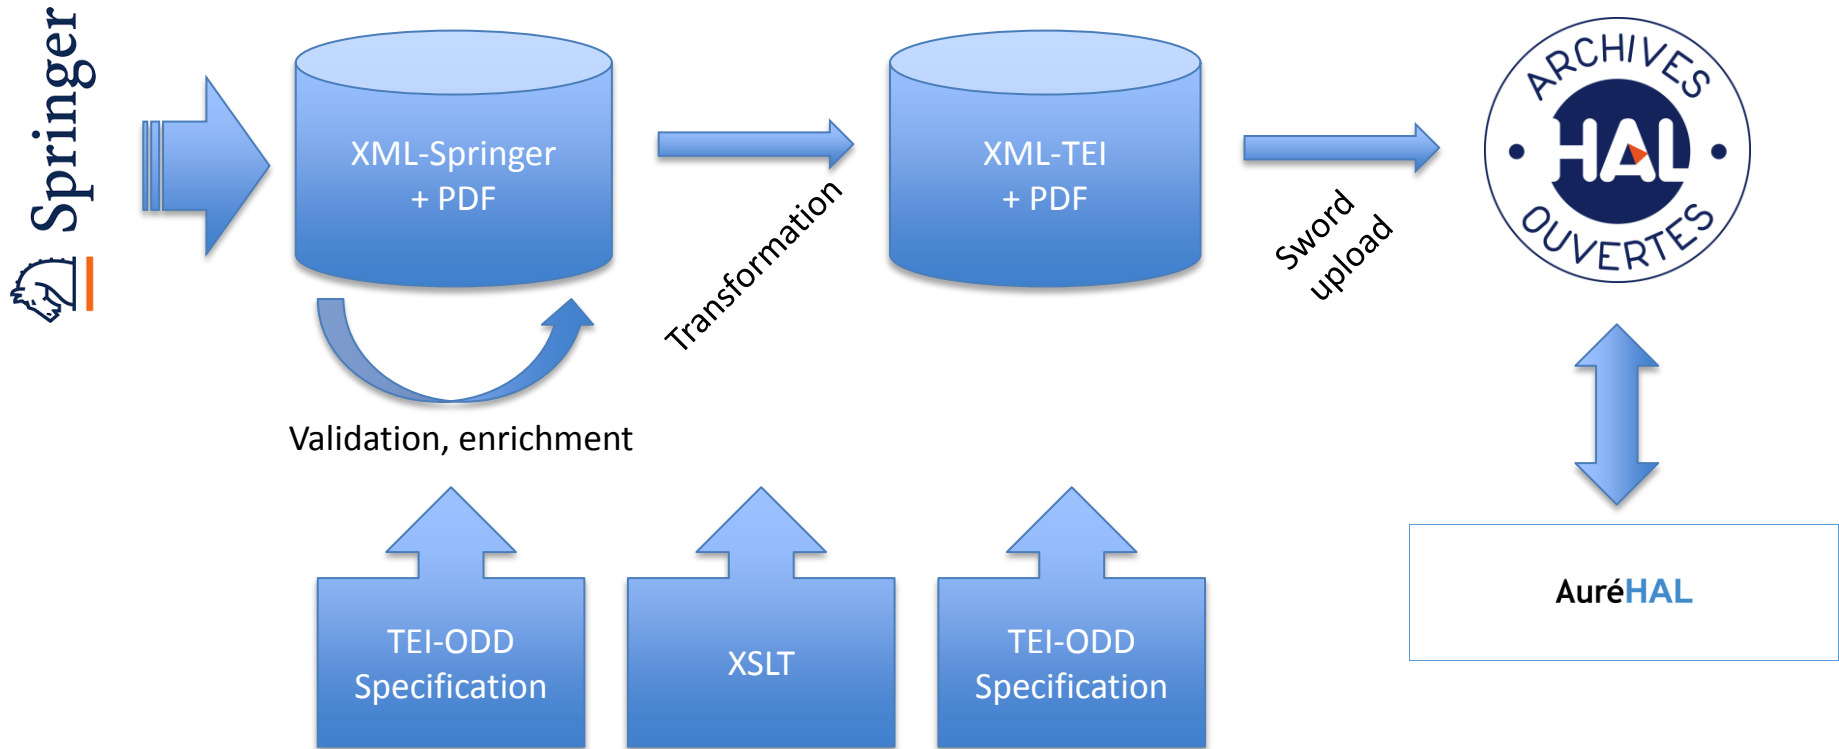 Springer
XML-Springer
+ PDF
Transformation
XML-TEI
+ PDF
Sword
upload
ARCHIVES
HAL
OUVERTES
Validation, enrichment
TEI-ODD
Specification
XSLT
TEI-ODD
Specification
AuréHAL